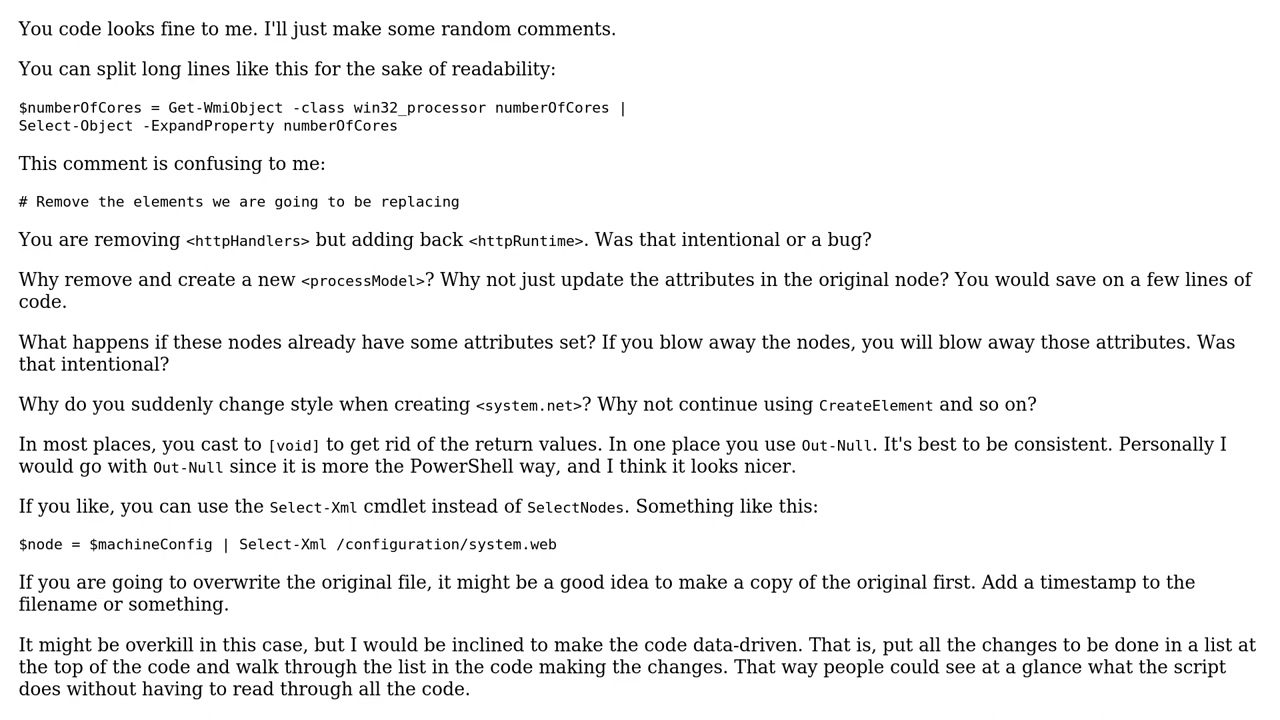 You code looks fine to me. I'll just make some random comments.
You can split long lines like this for the sake of readability:
$numberOfCores = Get-WmiObject -class win32_processor numberOfCores |
Select-Object -ExpandProperty numberOfCores
This comment is confusing to me:
# Remove the elements we are going to be replacing
You are removing <httpHandlers> but adding back <httpRuntime>. Was that intentional or a bug?
Why remove and create a new <processModel>? Why not just update the attributes in the original node? You would save on a few lines of
code.
What happens if these nodes already have some attributes set? If you blow away the nodes, you will blow away those attributes. Was
that intentional?
Why do you suddenly change style when creating <system.net>? Why not continue using CreateElement and so on?
In most places, you cast to [void] to get rid of the return values. In one place you use Out-Null. It's best to be consistent. Personally I
would go with Out-Null since it is more the PowerShell way, and I think it looks nicer.
If you like, you can use the Select-Xml cmdlet instead of SelectNodes. Something like this:
$node = $machineConfig | Select-Xml /configuration/system.web
If you are going to overwrite the original file, it might be a good idea to make a copy of the original first. Add a timestamp to the
filename or something.
It might be overkill in this case, but I would be inclined to make the code data-driven. That is, put all the changes to be done in a list at
the top of the code and walk through the list in the code making the changes. That way people could see at a glance what the script
does without having to read through all the code.